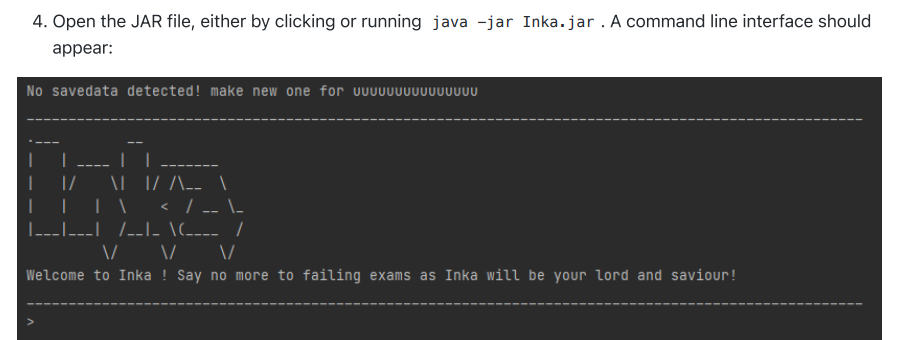 4. Open the JAR file, either by clicking or running java -jar Inka.jar . A command line interface should
appear:
No savedata detected! make new one for uuuuuuuuuuuuuuu
------------------------------------------------------------------------------------------------------------
.___        __
|   | ____ |  | _______
|   |/    \|  |/ /\__  \
|   |   |  \    < / __ \_
|___|___|  /__|_ \(____  /
         \/     \/     \/
Welcome to Inka ! Say no more to failing exams as Inka will be your lord and saviour!
------------------------------------------------------------------------------------------------------------
>